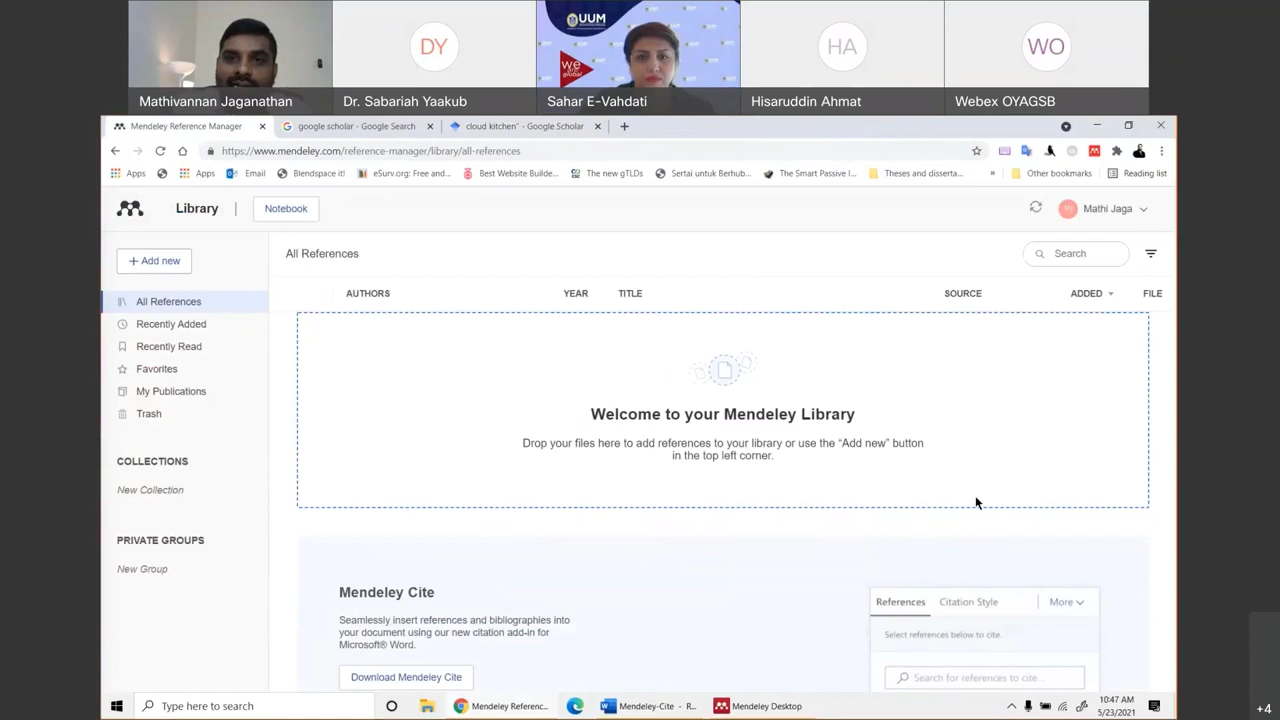 DY
UUM
we
are
global
HA
WO
Mathivannan Jaganathan
Dr. Sabariah Yaakub
Sahar E-Vahdati
Hisaruddin Ahmat
Webex OYAGSB
Mendeley Reference Manager
google scholar - Google Search
cloud kitchen" - Google Scholar
https://www.mendeley.com/reference-manager/library/all-references
Apps
Apps
Email
Blendspace it!
eSurv.org: Free and...
Best Website Builde...
The new gTLDs
Sertai untuk Berhub...
The Smart Passive I...
Theses and disserta...
»
Other bookmarks
Reading list
Library
Notebook
MJ
Mathi Jaga
+ Add new
All References
Search
All References
Recently Added
Recently Read
Favorites
My Publications
Trash
COLLECTIONS
New Collection
PRIVATE GROUPS
New Group
AUTHORS YEAR TITLE SOURCE ADDED FILE
Welcome to your Mendeley Library
Drop your files here to add references to your library or use the “Add new” button
in the top left corner.
Mendeley Cite
Seamlessly insert references and bibliographies into
your document using our new citation add-in for
Microsoft® Word.
Download Mendeley Cite
References Citation Style More
Select references below to cite.
Search for references to cite...
Type here to search
Mendeley Referenc...
Mendeley-Cite - R...
Mendeley Desktop
10:47 AM
5/23/2021
+4